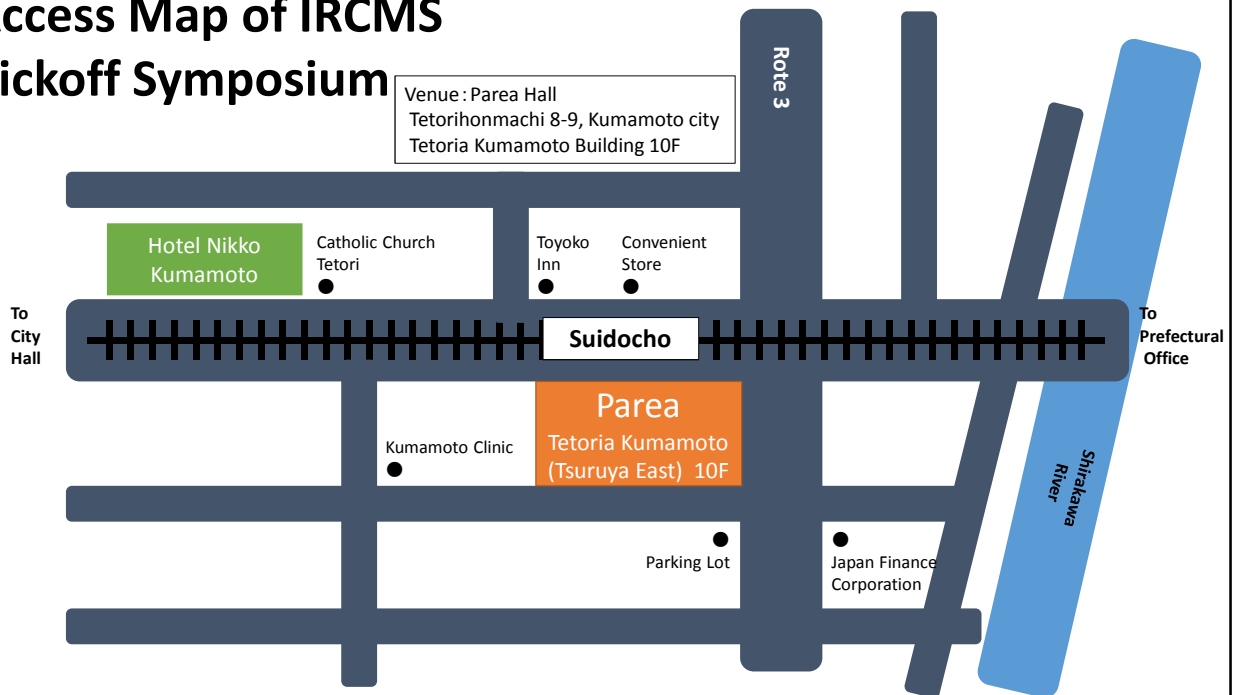 ccess Map of IRCMS
ickoff Symposium
Venue：Parea Hall
Tetorihonmachi 8-9, Kumamoto city
Tetoria Kumamoto Building 10F
Rote 3
Hotel Nikko
Kumamoto
Catholic Church
Tetori
Toyoko
Inn
Convenient
Store
To
City
Hall
Suidocho
To
Prefectural
Office
Parea
Tetoria Kumamoto
(Tsuruya East) 10F
Kumamoto Clinic
Shirakawa
River
Parking Lot
Japan Finance
Corporation